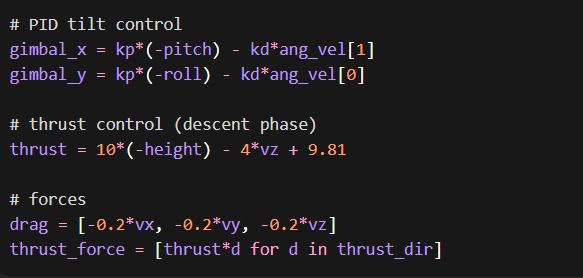 # PID tilt control
gimbal_x = kp*(-pitch) - kd*ang_vel[1]
gimbal_y = kp*(-roll) - kd*ang_vel[0]
# thrust control (descent phase)
thrust = 10*(-height) - 4*vz + 9.81
# forces
drag = [-0.2*vx, -0.2*vy, -0.2*vz]
thrust_force = [thrust*d for d in thrust_dir]